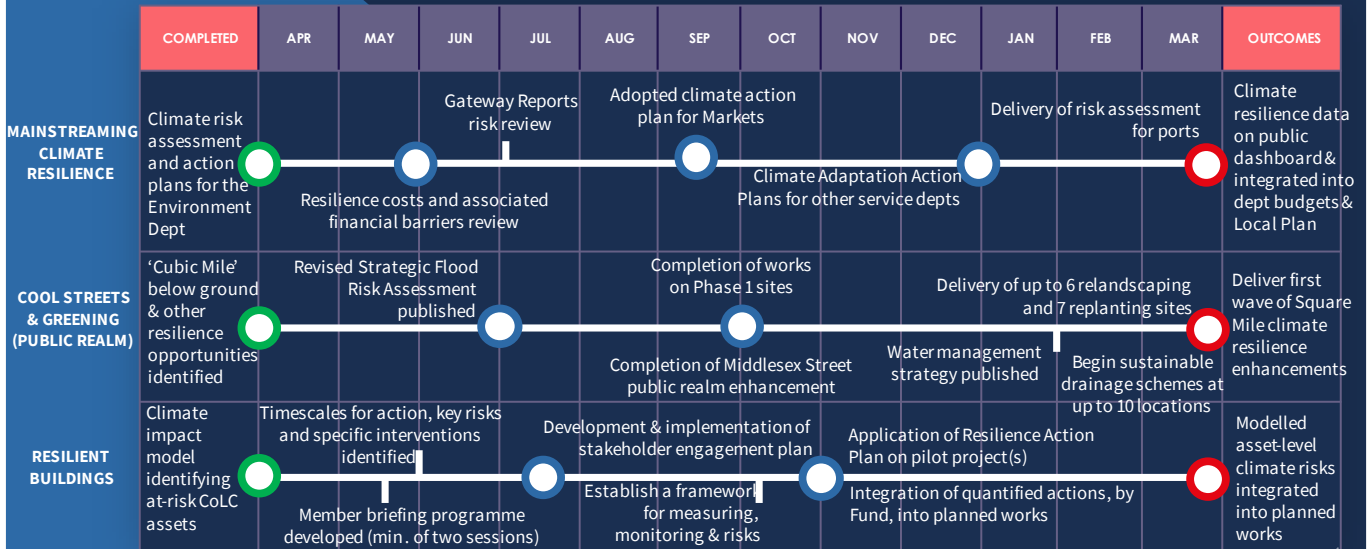 COMPLETED
APR
MAY
JUN
JUL
AUG
SEP
OCT
NOV
DEC
JAN
FEB
MAR
OUTCOMES
MAINSTREAMING
CLIMATE
RESILIENCE
Climate risk
assessment
and action
plans for the
Environment
Dept
Gateway Reports
risk review
Resilience costs and associated
financial barriers review
Adopted climate action
plan for Markets
Climate Adaptation Action
Plans for other service depts
Delivery of risk assessment
for ports
Climate
resilience data
on public
dashboard &
integrated into
dept budgets &
Local Plan
COOL STREETS
& GREENING
(PUBLIC REALM)
‘Cubic Mile’
below ground
& other
resilience
opportunities
identified
Revised Strategic Flood
Risk Assessment
published
Completion of works
on Phase 1 sites
Completion of Middlesex Street
public realm enhancement
Delivery of up to 6 relandscaping
and 7 replanting sites
Water management
strategy published
Begin sustainable
drainage schemes at
up to 10 locations
Deliver first
wave of Square
Mile climate
resilience
enhancements
RESILIENT
BUILDINGS
Climate
impact
model
identifying
at-risk CoLC
assets
Timescales for action, key risks
and specific interventions
identified
Member briefing programme
developed (min. of two sessions)
Development & implementation of
stakeholder engagement plan
Establish a framework
for measuring,
monitoring & risks
Application of Resilience Action
Plan on pilot project(s)
Integration of quantified actions, by
Fund, into planned works
Modelled
asset-level
climate risks
integrated
into planned
works